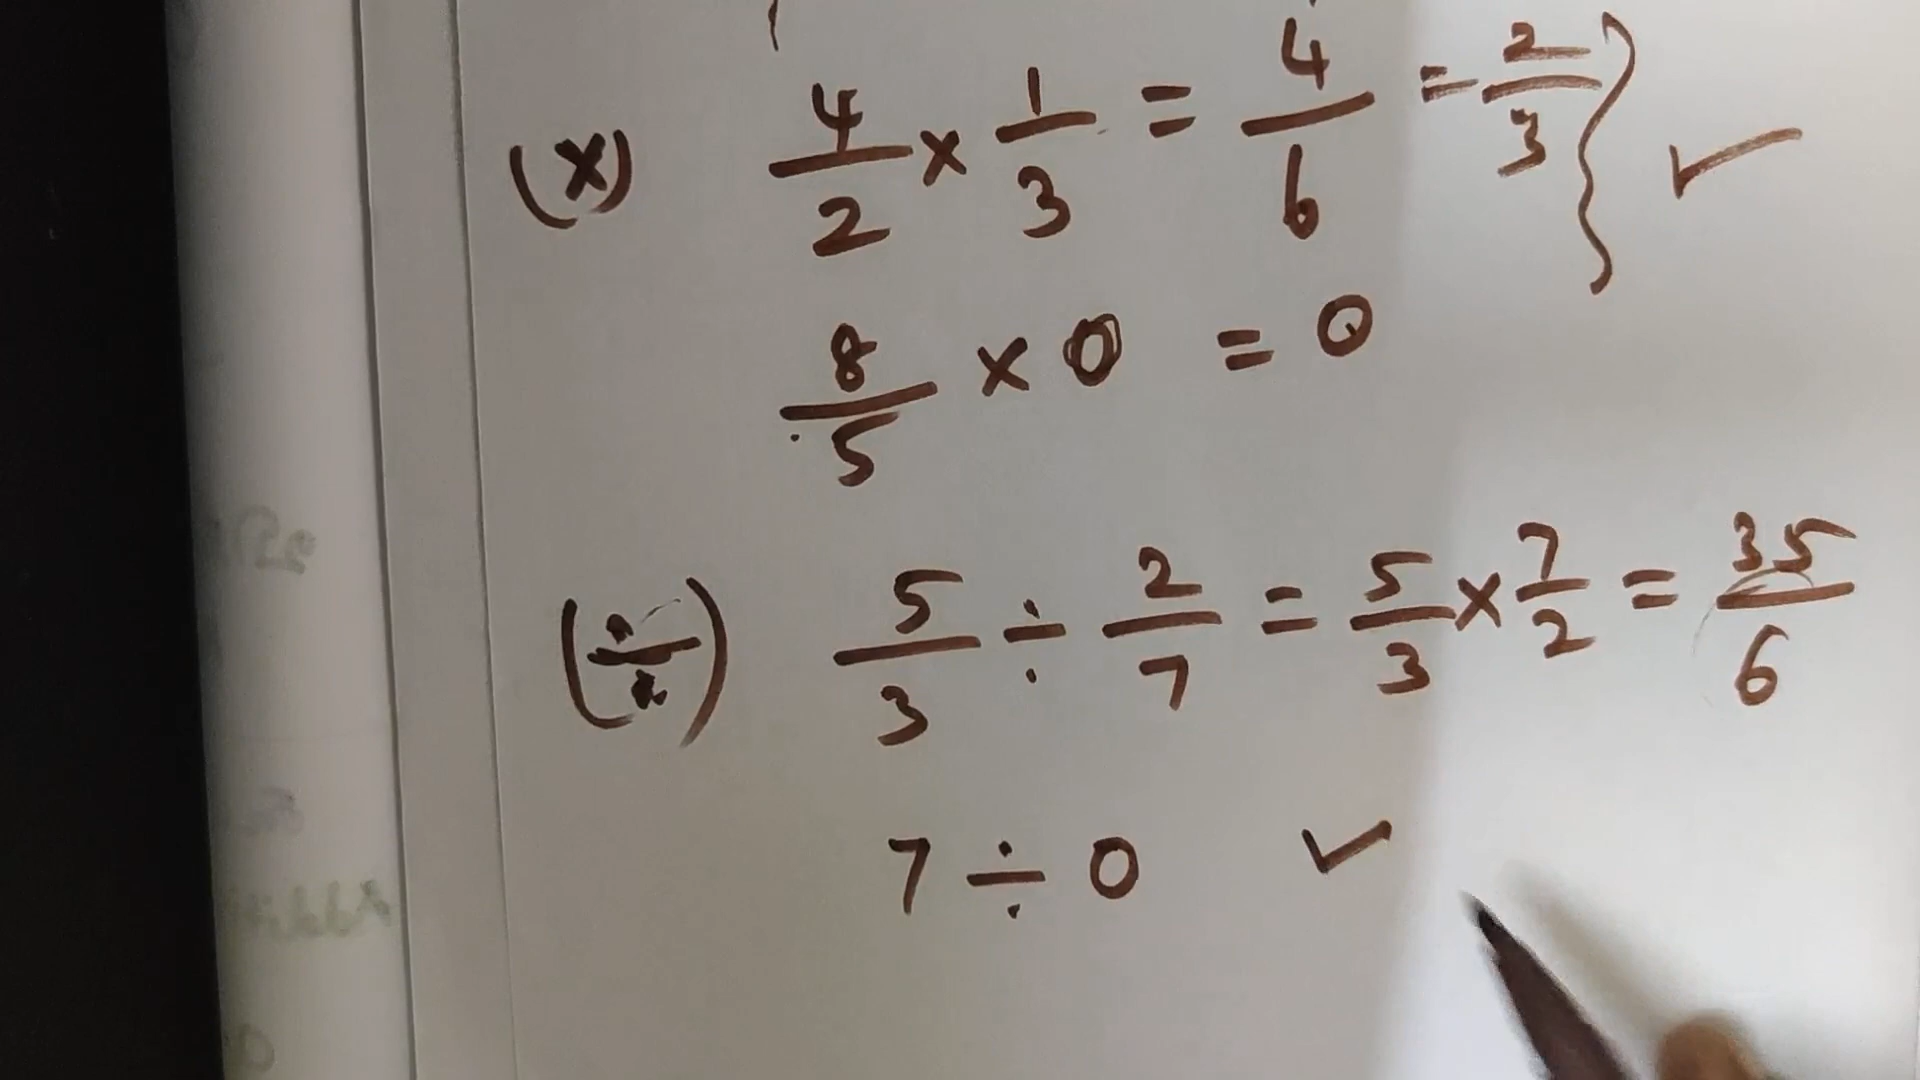 (×) 4/2 × 1/3 = 4/6 = 2/3 } ✓
8/5 × 0 = 0
(÷) 5/3 ÷ 2/7 = 5/3 × 7/2 = 35/6
7 ÷ 0 ✓